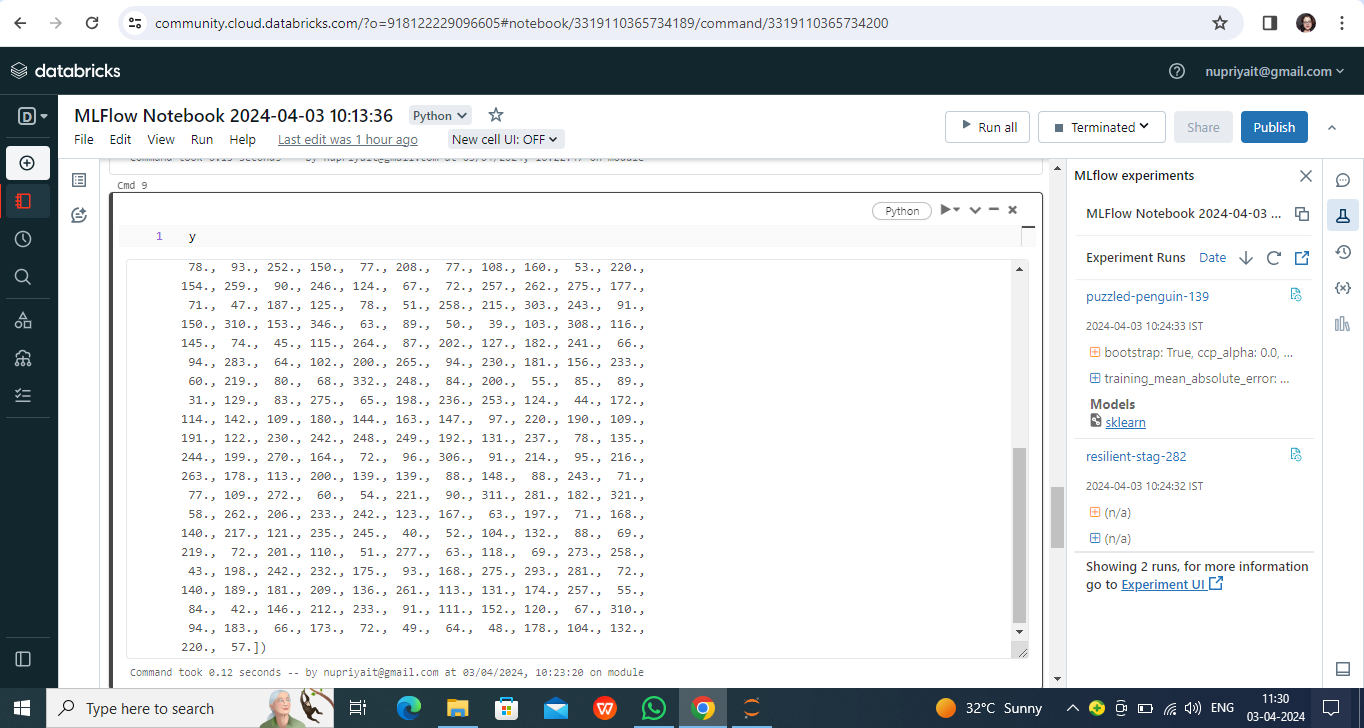 community.cloud.databricks.com/?o=918122229096605#notebook/3319110365734189/command/3319110365734200
databricks
nupriyait@gmail.com
D
MLFlow Notebook 2024-04-03 10:13:36
Python
File Edit View Run Help
Last edit was 1 hour ago
New cell UI: OFF
Run all
Terminated
Share
Publish
Command took 0.15 seconds -- by nupriyait@gmail.com at 03/04/2024, 10:22:47 on module
Cmd 9
Python
1 y
78., 93., 252., 150., 77., 208., 77., 108., 160., 53., 220.,
154., 259., 90., 246., 124., 67., 72., 257., 262., 275., 177.,
71., 47., 187., 125., 78., 51., 258., 215., 303., 243., 91.,
150., 310., 153., 346., 63., 89., 50., 39., 103., 308., 116.,
145., 74., 45., 115., 264., 87., 202., 127., 182., 241., 66.,
94., 283., 64., 102., 200., 265., 94., 230., 181., 156., 233.,
60., 219., 80., 68., 332., 248., 84., 200., 55., 85., 89.,
31., 129., 83., 275., 65., 198., 236., 253., 124., 44., 172.,
114., 142., 109., 180., 144., 163., 147., 97., 220., 190., 109.,
191., 122., 230., 242., 248., 249., 192., 131., 237., 78., 135.,
244., 199., 270., 164., 72., 96., 306., 91., 214., 95., 216.,
263., 178., 113., 200., 139., 139., 88., 148., 88., 243., 71.,
77., 109., 272., 60., 54., 221., 90., 311., 281., 182., 321.,
58., 262., 206., 233., 242., 123., 167., 63., 197., 71., 168.,
140., 217., 121., 235., 245., 40., 52., 104., 132., 88., 69.,
219., 72., 201., 110., 51., 277., 63., 118., 69., 273., 258.,
43., 198., 242., 232., 175., 93., 168., 275., 293., 281., 72.,
140., 189., 181., 209., 136., 261., 113., 131., 174., 257., 55.,
84., 42., 146., 212., 233., 91., 111., 152., 120., 67., 310.,
94., 183., 66., 173., 72., 49., 64., 48., 178., 104., 132.,
220., 57.])
Command took 0.12 seconds -- by nupriyait@gmail.com at 03/04/2024, 10:23:20 on module
MLflow experiments
MLFlow Notebook 2024-04-03 ...
Experiment Runs Date
puzzled-penguin-139
2024-04-03 10:24:33 IST
bootstrap: True, ccp_alpha: 0.0, ...
training_mean_absolute_error: ...
Models
sklearn
resilient-stag-282
2024-04-03 10:24:32 IST
(n/a)
(n/a)
Showing 2 runs, for more information
go to Experiment UI
Type here to search
W
32°C Sunny
ENG
11:30
03-04-2024